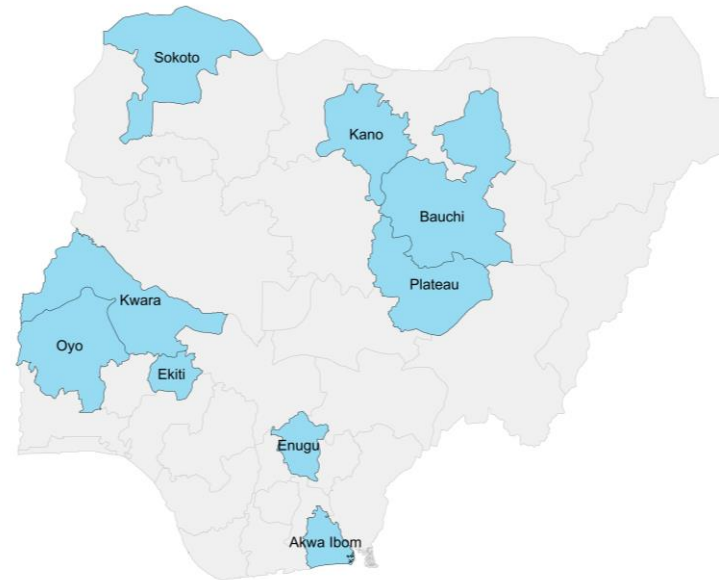 Sokoto
Kano
Bauchi
Plateau
Kwara
Oyo
Ekiti
Enugu
Akwa Ibom